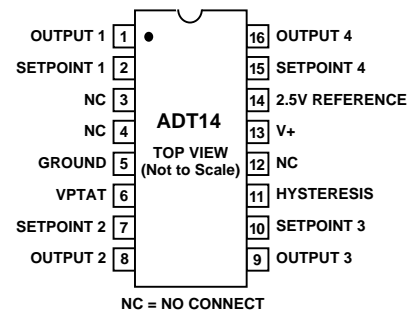 OUTPUT 1 1 16 OUTPUT 4
SETPOINT 1 2 15 SETPOINT 4
NC 3 14 2.5V REFERENCE
NC 4 ADT14 13 V+
GROUND 5 TOP VIEW 12 NC
(Not to Scale)
VPTAT 6 11 HYSTERESIS
SETPOINT 2 7 10 SETPOINT 3
OUTPUT 2 8 9 OUTPUT 3
NC = NO CONNECT